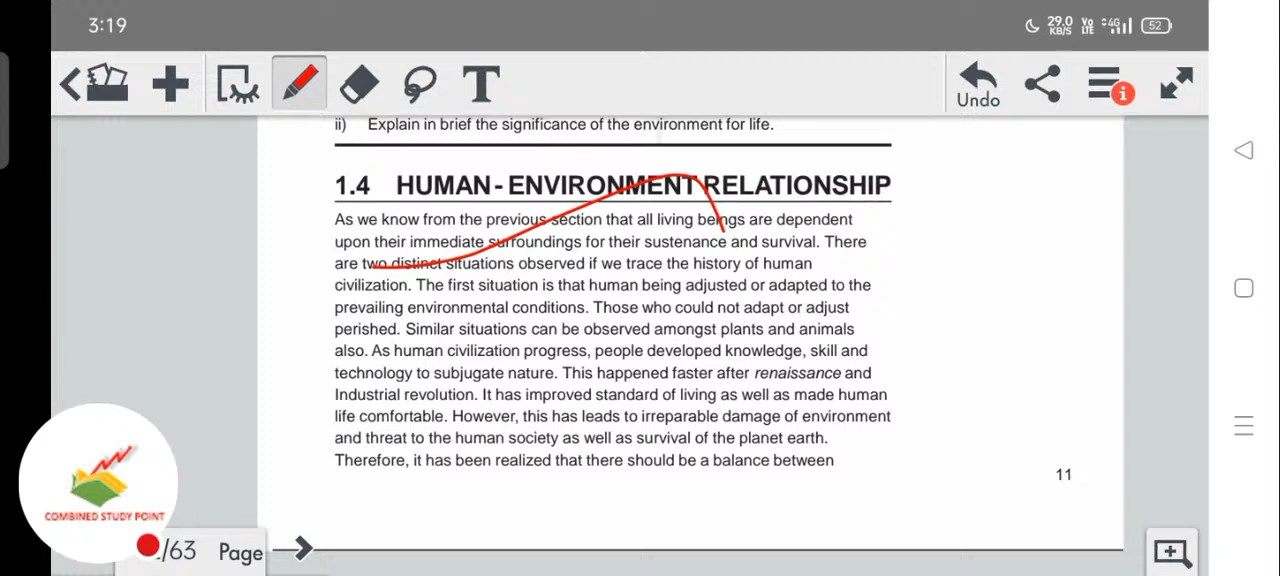 3:19
29.0 KB/S Vo LTE 4G 52
Undo
ii) Explain in brief the significance of the environment for life.
1.4 HUMAN - ENVIRONMENT RELATIONSHIP
As we know from the previous section that all living beings are dependent
upon their immediate surroundings for their sustenance and survival. There
are two distinct situations observed if we trace the history of human
civilization. The first situation is that human being adjusted or adapted to the
prevailing environmental conditions. Those who could not adapt or adjust
perished. Similar situations can be observed amongst plants and animals
also. As human civilization progress, people developed knowledge, skill and
technology to subjugate nature. This happened faster after renaissance and
Industrial revolution. It has improved standard of living as well as made human
life comfortable. However, this has leads to irreparable damage of environment
and threat to the human society as well as survival of the planet earth.
Therefore, it has been realized that there should be a balance between
11
COMBINED STUDY POINT
/63 Page